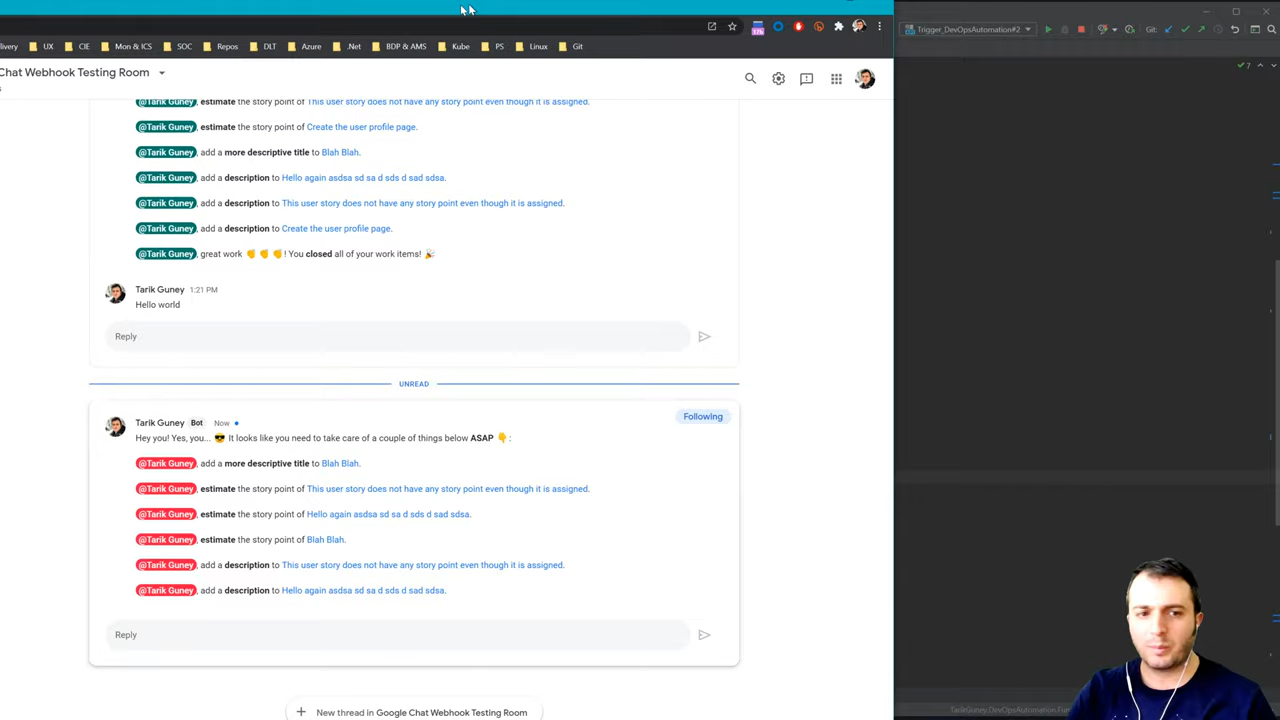 Trigger_DevOpsAutomation#2
Git:
livery
UX
CIE
Mon & ICS
SOC
Repos
DLT
Azure
.Net
BDP & AMS
Kube
PS
Linux
Git
Chat Webhook Testing Room
7
@Tarik Guney, estimate the story point of This user story does not have any story point even though it is assigned.
@Tarik Guney, estimate the story point of Create the user profile page.
@Tarik Guney, add a more descriptive title to Blah Blah.
@Tarik Guney, add a description to Hello again asdsa sd sa d sds d sad sdsa.
@Tarik Guney, add a description to This user story does not have any story point even though it is assigned.
@Tarik Guney, add a description to Create the user profile page.
@Tarik Guney, great work 👏 👏 👏! You closed all of your work items! 🎉
Tarik Guney 1:21 PM
Hello world
Reply
UNREAD
Following
Tarik Guney Bot Now
Hey you! Yes, you... 😎 It looks like you need to take care of a couple of things below ASAP 👇:
@Tarik Guney, add a more descriptive title to Blah Blah.
@Tarik Guney, estimate the story point of This user story does not have any story point even though it is assigned.
@Tarik Guney, estimate the story point of Hello again asdsa sd sa d sds d sad sdsa.
@Tarik Guney, estimate the story point of Blah Blah.
@Tarik Guney, add a description to This user story does not have any story point even though it is assigned.
@Tarik Guney, add a description to Hello again asdsa sd sa d sds d sad sdsa.
Reply
New thread in Google Chat Webhook Testing Room